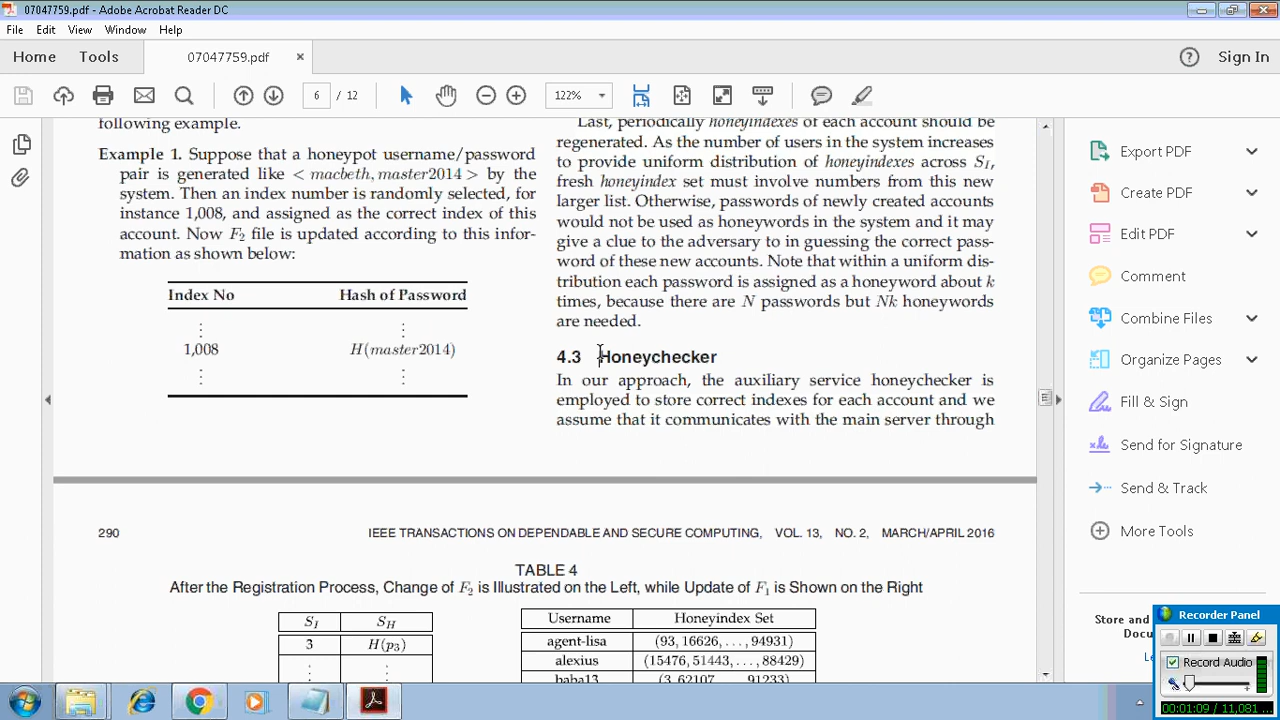 07047759.pdf - Adobe Acrobat Reader DC
File Edit View Window Help
Home Tools 07047759.pdf × Sign In
6 / 12 122%
following example.
Example 1. Suppose that a honeypot username/password
pair is generated like < macbeth, master2014 > by the
system. Then an index number is randomly selected, for
instance 1,008, and assigned as the correct index of this
account. Now F2 file is updated according to this infor-
mation as shown below:
Index No Hash of Password
⋮ ⋮
1,008 H(master2014)
⋮ ⋮
Last, periodically honeyindexes of each account should be
regenerated. As the number of users in the system increases
to provide uniform distribution of honeyindexes across SI,
fresh honeyindex set must involve numbers from this new
larger list. Otherwise, passwords of newly created accounts
would not be used as honeywords in the system and it may
give a clue to the adversary to in guessing the correct pass-
word of these new accounts. Note that within a uniform dis-
tribution each password is assigned as a honeyword about k
times, because there are N passwords but Nk honeywords
are needed.
4.3 Honeychecker
In our approach, the auxiliary service honeychecker is
employed to store correct indexes for each account and we
assume that it communicates with the main server through
290 IEEE TRANSACTIONS ON DEPENDABLE AND SECURE COMPUTING, VOL. 13, NO. 2, MARCH/APRIL 2016
TABLE 4
After the Registration Process, Change of F2 is Illustrated on the Left, while Update of F1 is Shown on the Right
SI SH
3 H(p3)
⋮ ⋮
Username Honeyindex Set
agent-lisa (93, 16626, . . . , 94931)
alexius (15476, 51443, . . . , 88429)
baba13 (3, 62107, . . . , 91233)
Export PDF
Create PDF
Edit PDF
Comment
Combine Files
Organize Pages
Fill & Sign
Send for Signature
Send & Track
More Tools
Store and
Docu
Le
Recorder Panel
Record Audio
00:01:09 / 11,081 ...